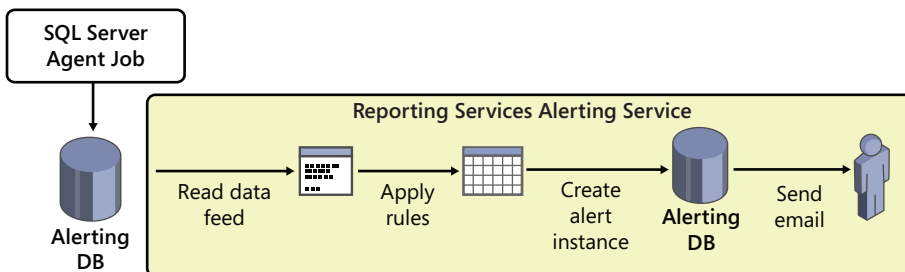 SQL Server
Agent Job
Reporting Services Alerting Service
Read data
feed
Apply
rules
Create
alert
instance
Alerting
DB
Send
email
Alerting
DB